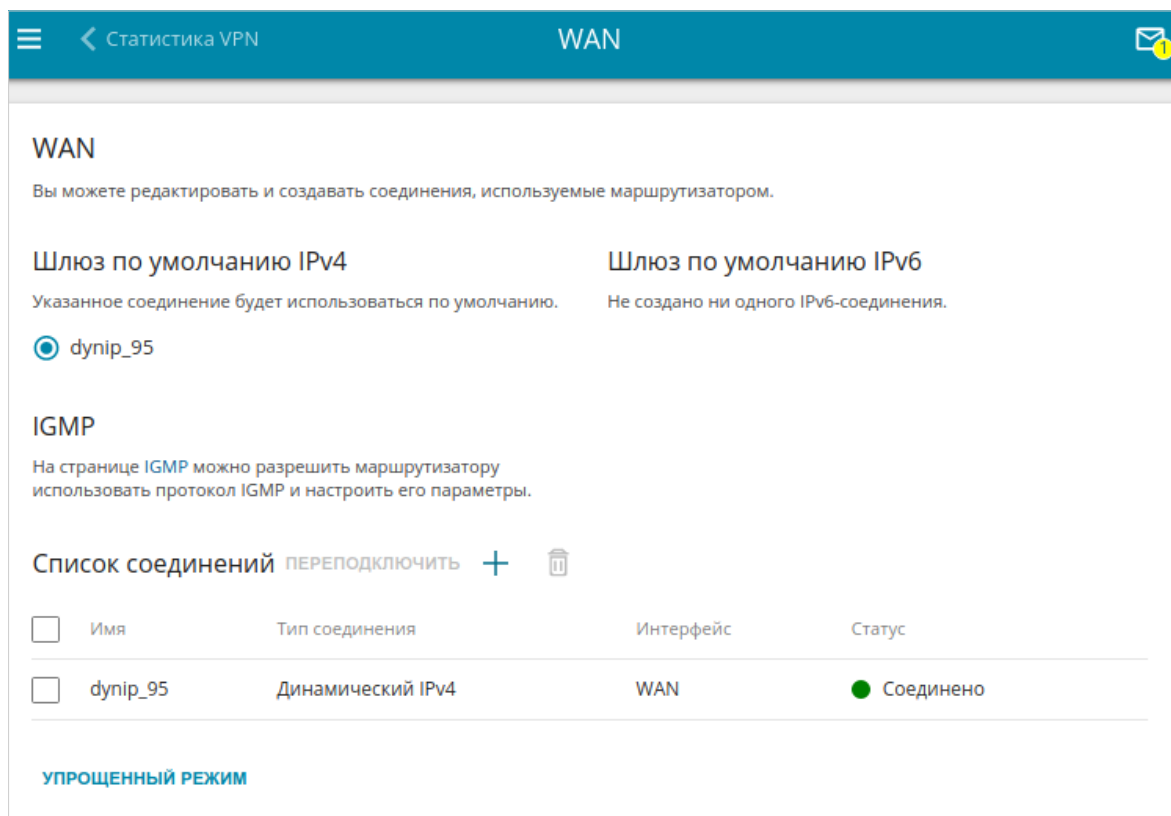 Статистика VPN
WAN
1
WAN
Вы можете редактировать и создавать соединения, используемые маршрутизатором.
Шлюз по умолчанию IPv4
Указанное соединение будет использоваться по умолчанию.
dynip_95
Шлюз по умолчанию IPv6
Не создано ни одного IPv6-соединения.
IGMP
На странице IGMP можно разрешить маршрутизатору
использовать протокол IGMP и настроить его параметры.
Список соединений ПЕРЕПОДКЛЮЧИТЬ
Имя Тип соединения Интерфейс Статус
dynip_95 Динамический IPv4 WAN Соединено
УПРОЩЕННЫЙ РЕЖИМ